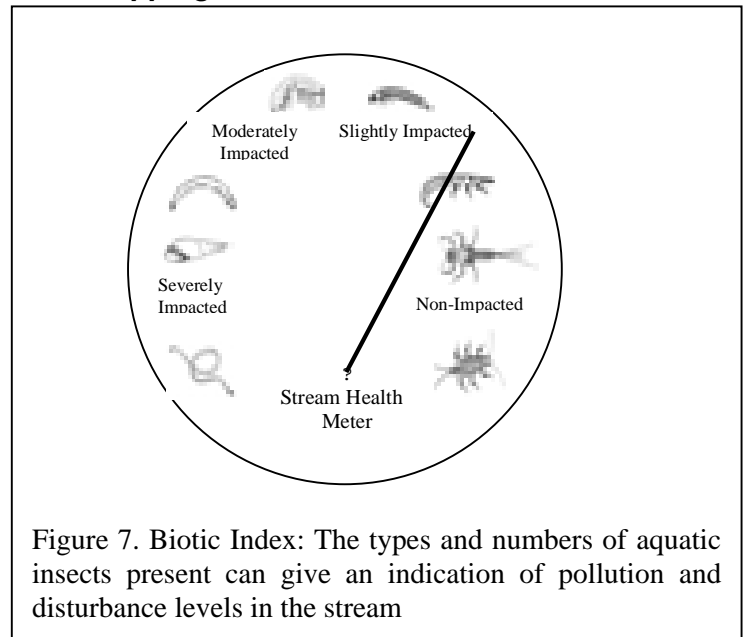 Moderately
Impacted
Slightly Impacted
Severely
Impacted
Non-Impacted
?
Stream Health
Meter
Figure 7. Biotic Index: The types and numbers of aquatic
insects present can give an indication of pollution and
disturbance levels in the stream